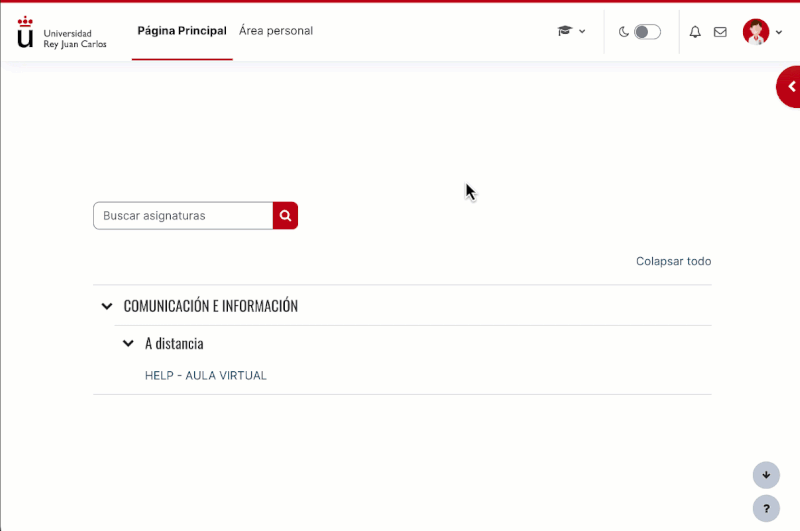 Universidad
Rey Juan Carlos
Página Principal
Área personal
Buscar asignaturas
Colapsar todo
COMUNICACIÓN E INFORMACIÓN
A distancia
HELP - AULA VIRTUAL
?